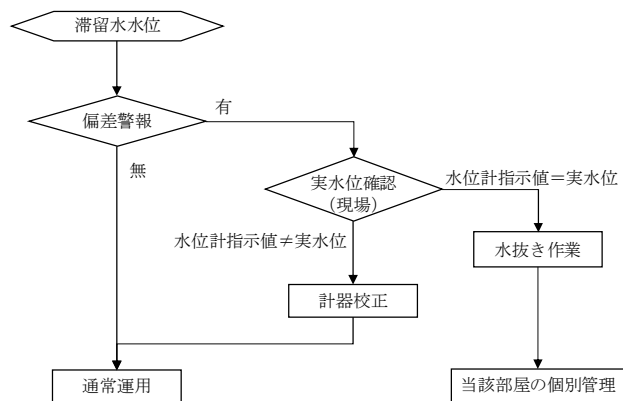 滞留水水位
偏差警報
有
無
実水位確認
（現場）
水位計指示値＝実水位
水位計指示値≠実水位
水抜き作業
計器校正
通常運用
当該部屋の個別管理